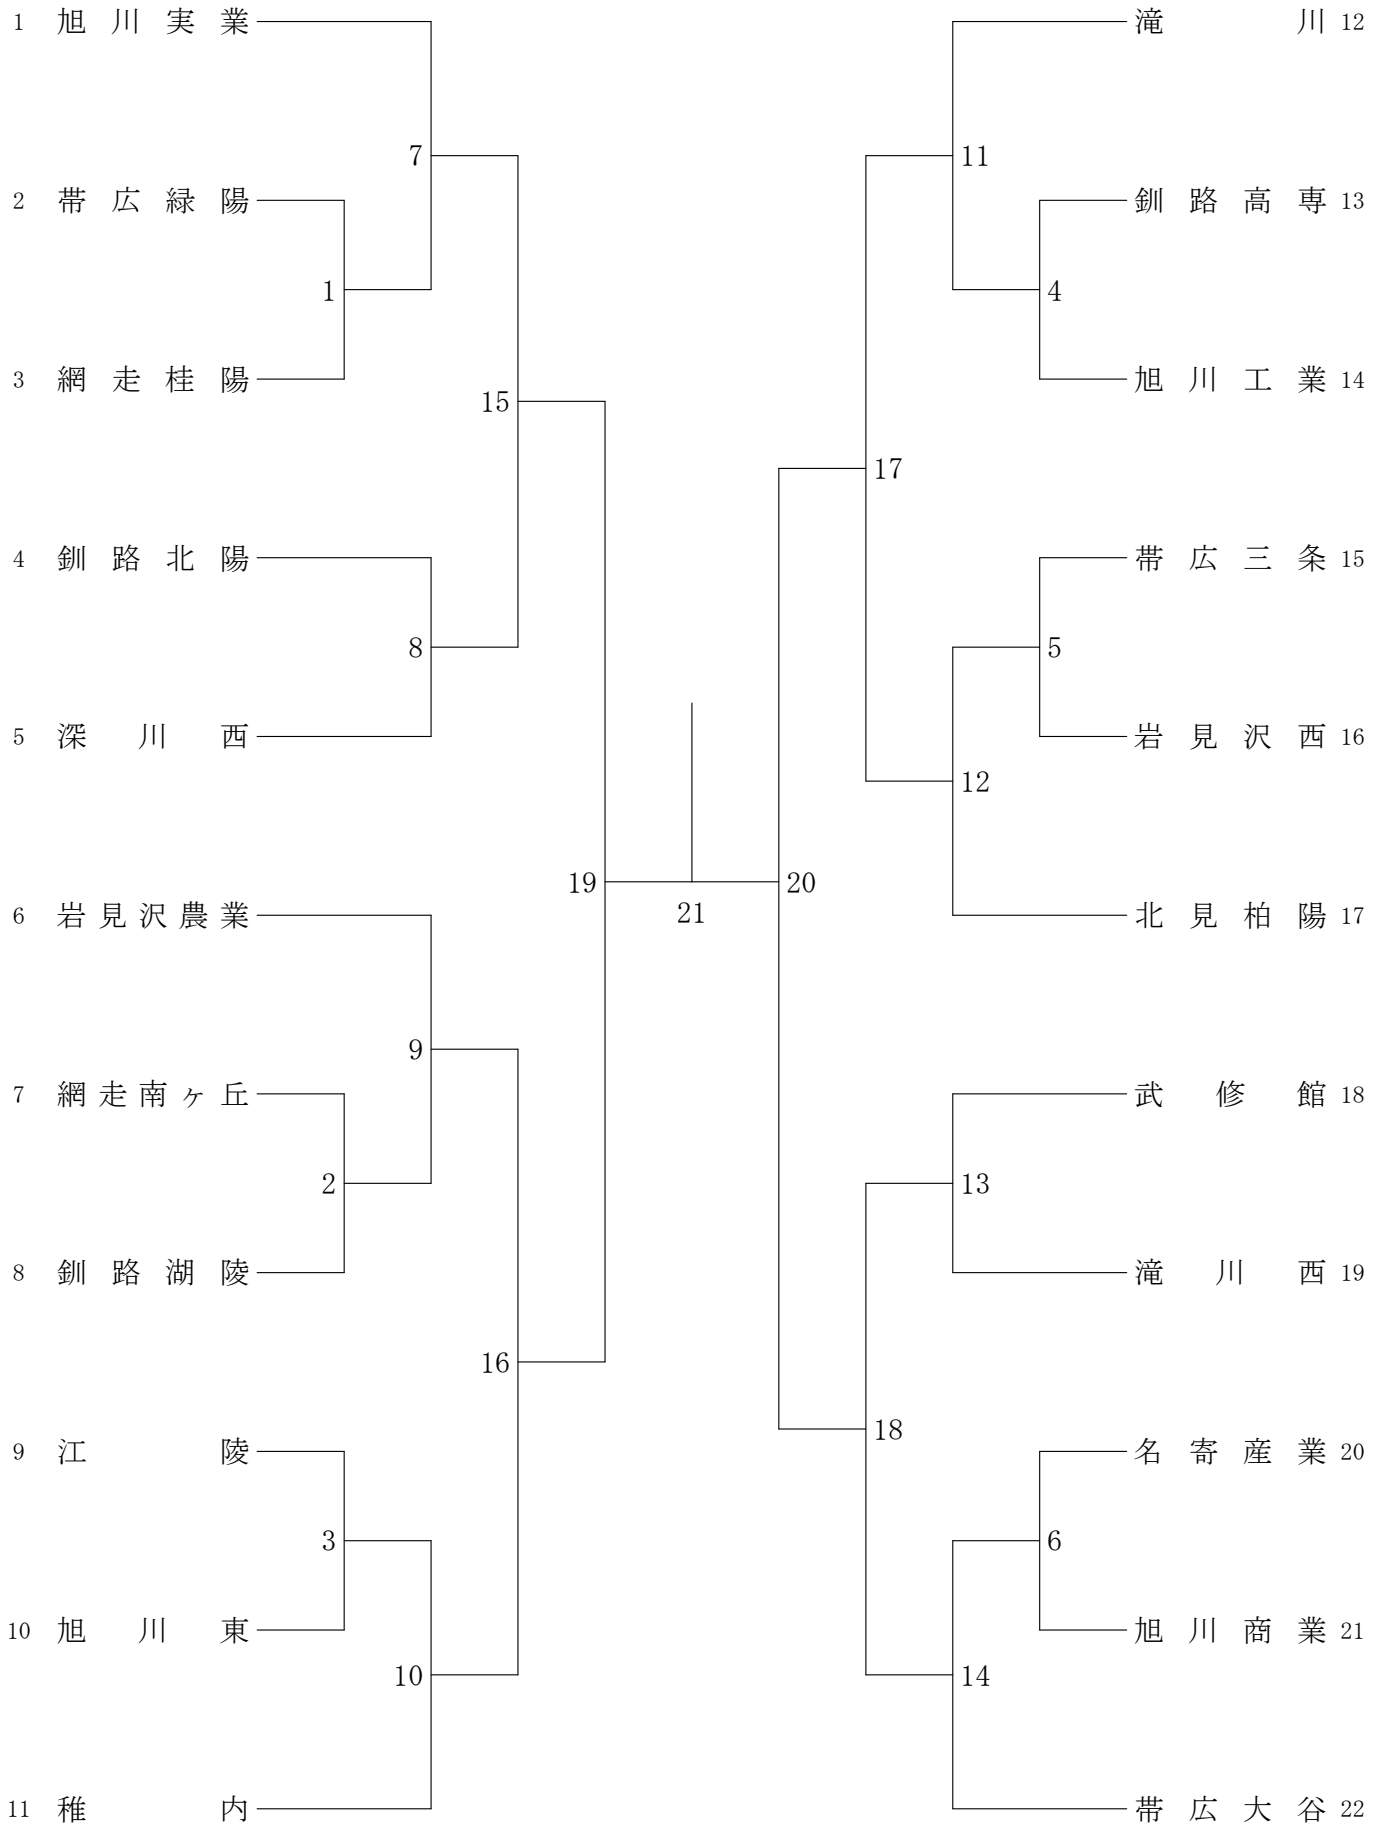 1 旭川実業
2 帯広緑陽
3 網走桂陽
4 釧路北陽
5 深川西
6 岩見沢農業
7 網走南ヶ丘
8 釧路湖陵
9 江陵
10 旭川東
11 稚内
7
1
15
8
19
9
2
16
3
10
21
11
4
17
5
12
20
13
18
6
14
滝川 12
釧路高専 13
旭川工業 14
帯広三条 15
岩見沢西 16
北見柏陽 17
武修館 18
滝川西 19
名寄産業 20
旭川商業 21
帯広大谷 22